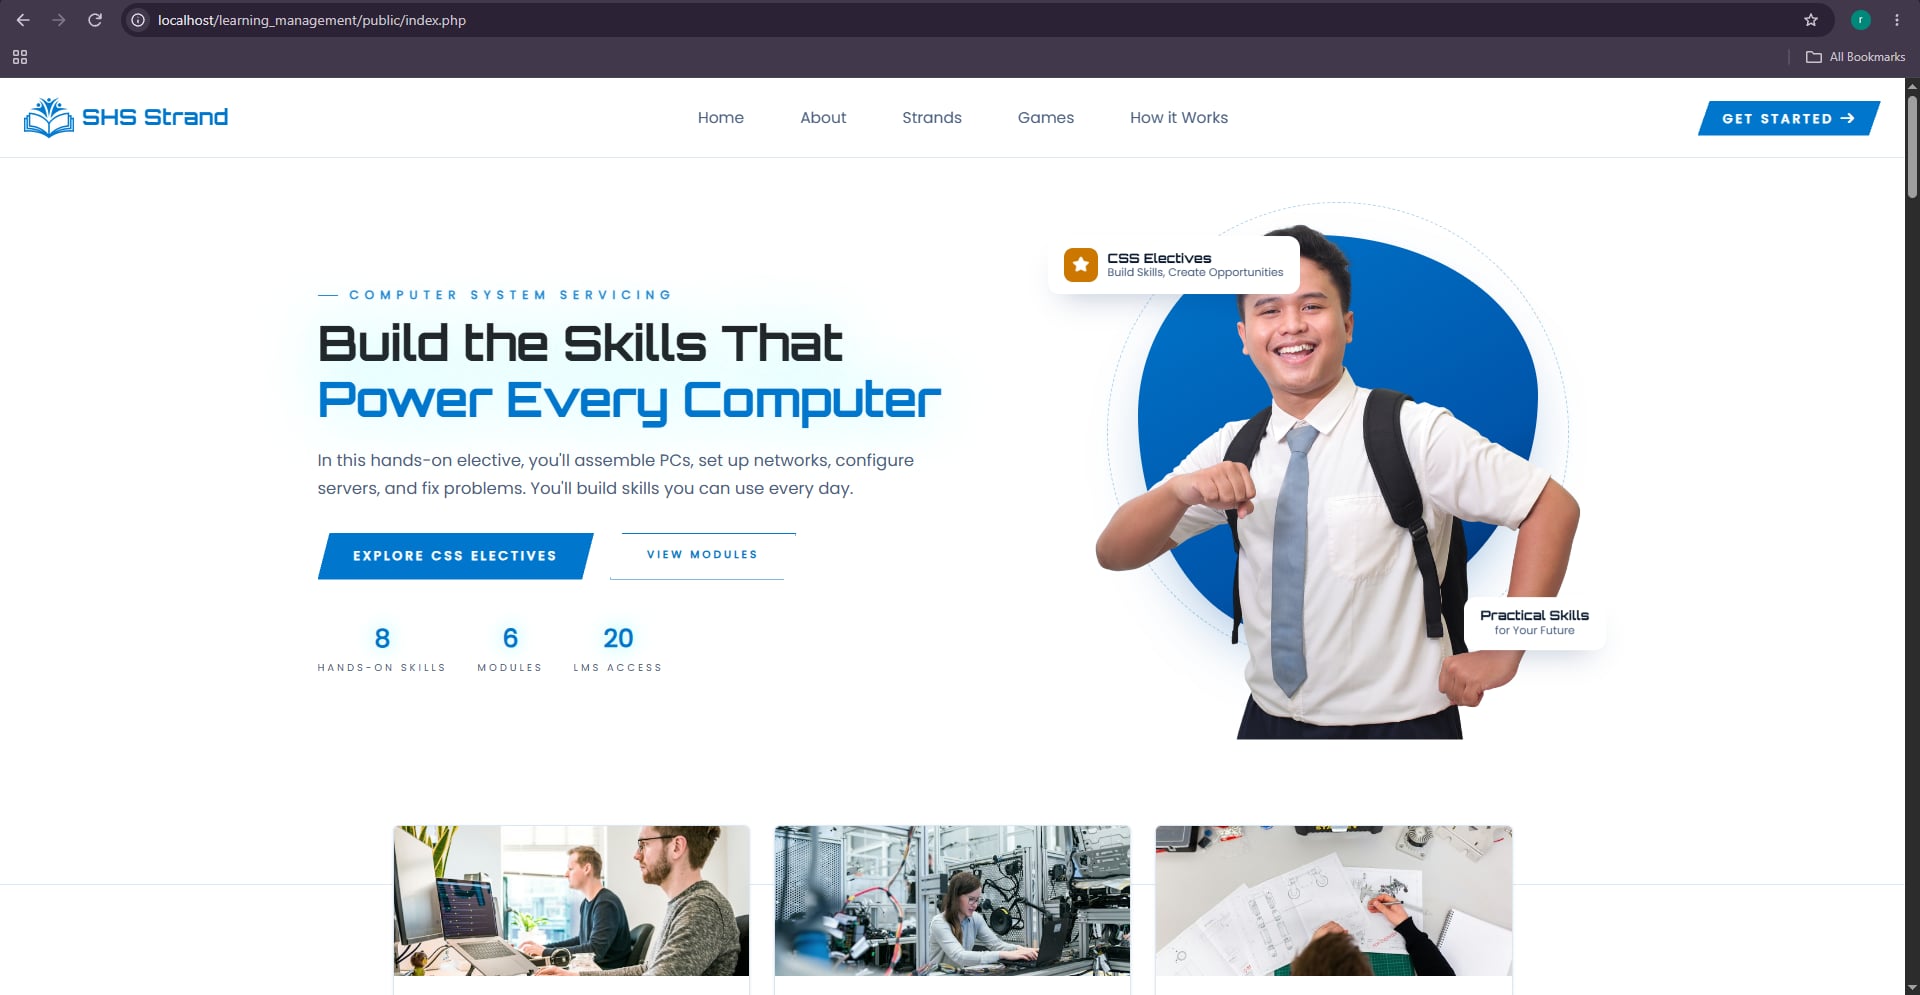 localhost/learning_management/public/index.php
r
All Bookmarks
SHS Strand
Home
About
Strands
Games
How it Works
GET STARTED →
CSS Electives
Build Skills, Create Opportunities
COMPUTER SYSTEM SERVICING
Build the Skills That
Power Every Computer
In this hands-on elective, you'll assemble PCs, set up networks, configure
servers, and fix problems. You'll build skills you can use every day.
EXPLORE CSS ELECTIVES
VIEW MODULES
8
HANDS-ON SKILLS
6
MODULES
20
LMS ACCESS
Practical Skills
for Your Future